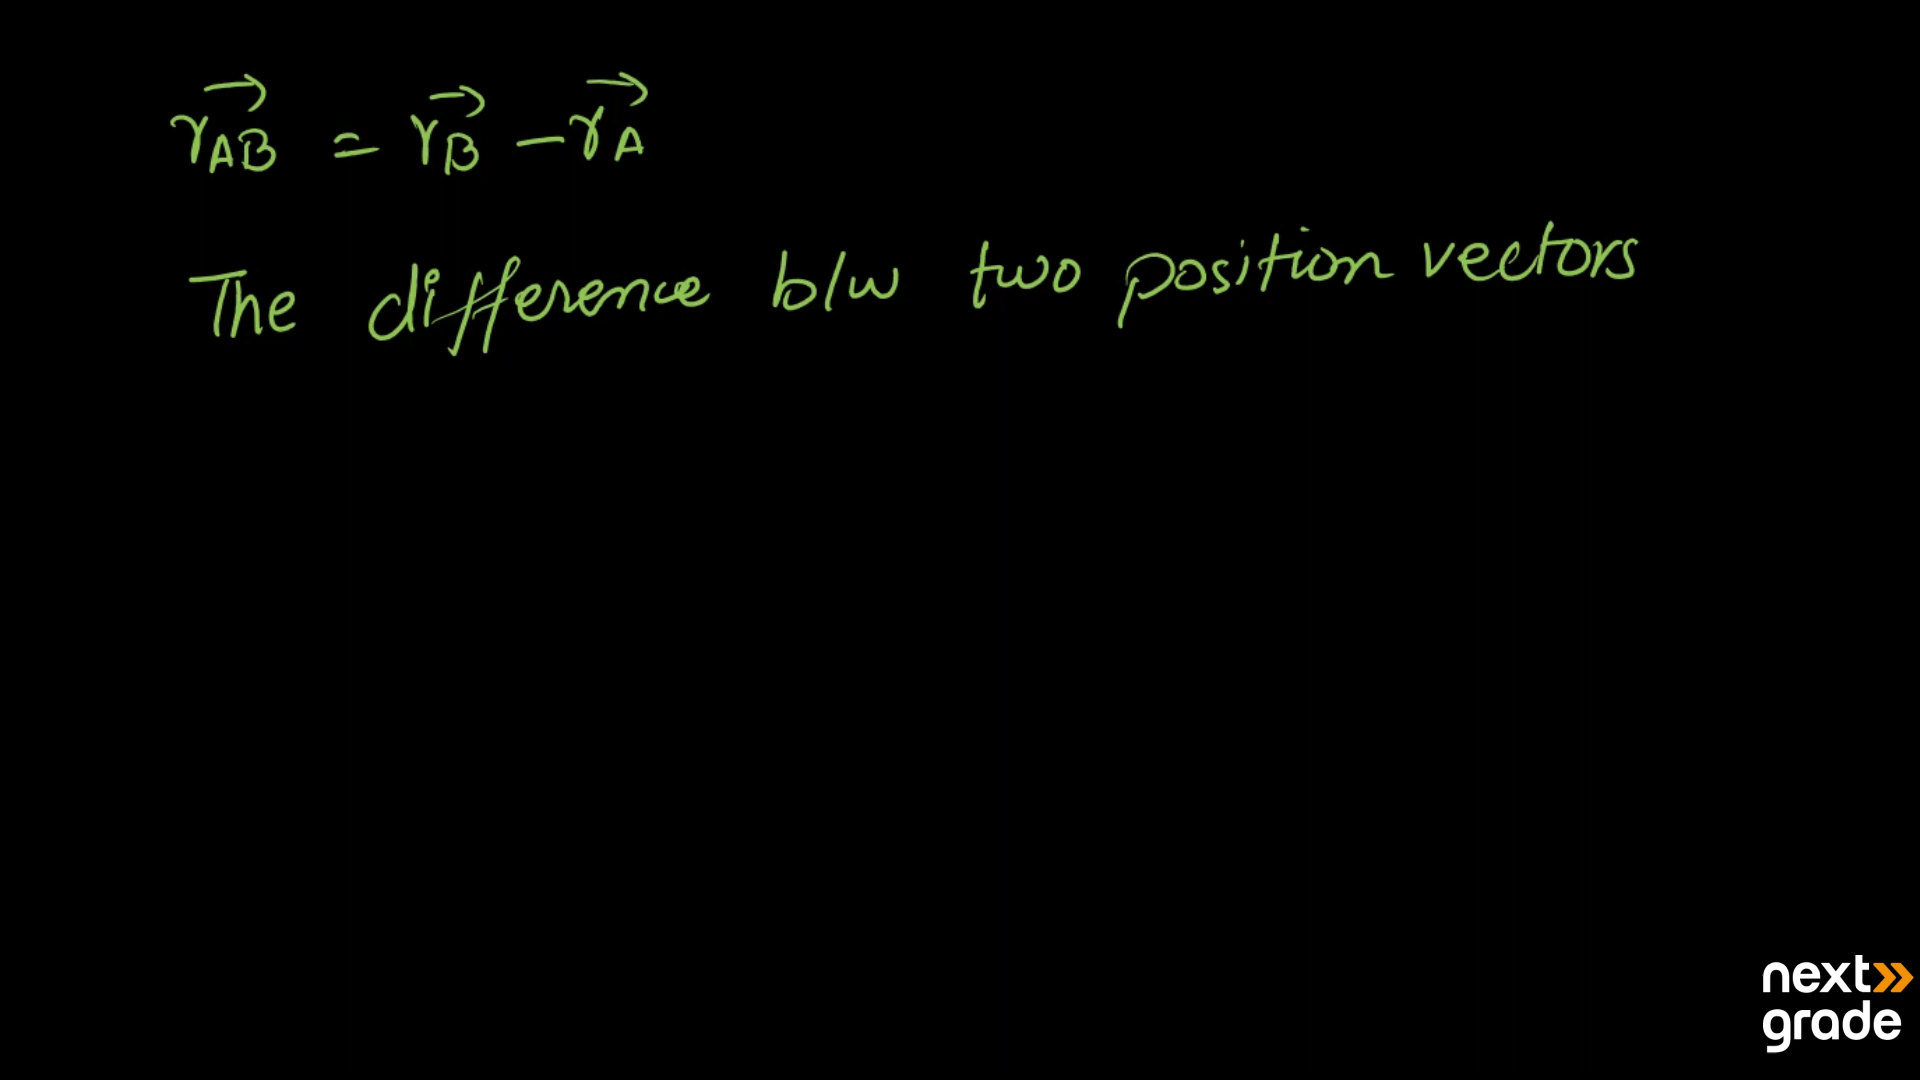 r⃗AB = r⃗B − r⃗A
The difference b/w two position vectors
next
grade